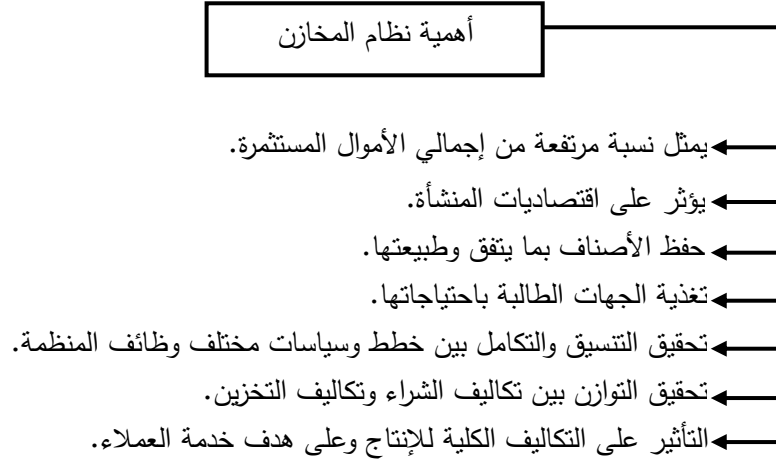 أهمية نظام المخازن
يمثل نسبة مرتفعة من إجمالي الأموال المستثمرة.
يؤثر على اقتصاديات المنشأة.
حفظ الأصناف بما يتفق وطبيعتها.
تغذية الجهات الطالبة باحتياجاتها.
تحقيق التنسيق والتكامل بين خطط وسياسات مختلف وظائف المنظمة.
تحقيق التوازن بين تكاليف الشراء وتكاليف التخزين.
التأثير على التكاليف الكلية للإنتاج وعلى هدف خدمة العملاء.